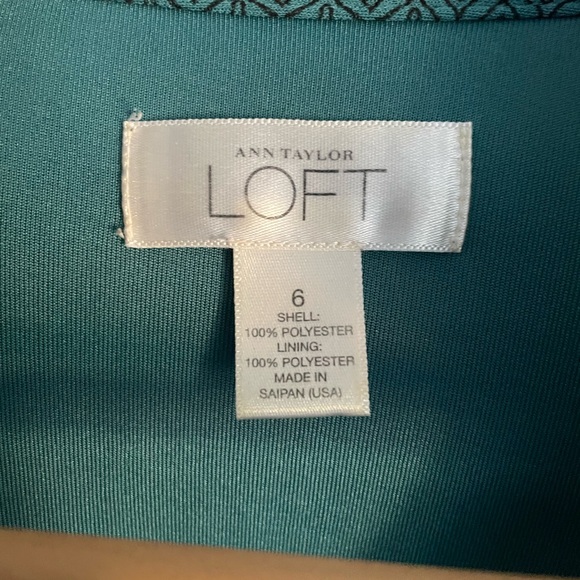 ANN TAYLOR
LOFT
6
SHELL:
100% POLYESTER
LINING:
100% POLYESTER
MADE IN
SAIPAN (USA)